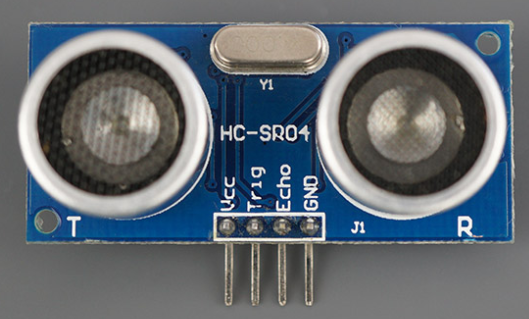 Y1
HC-SR04
Vcc
Trig
Echo
GND
T
J1
R